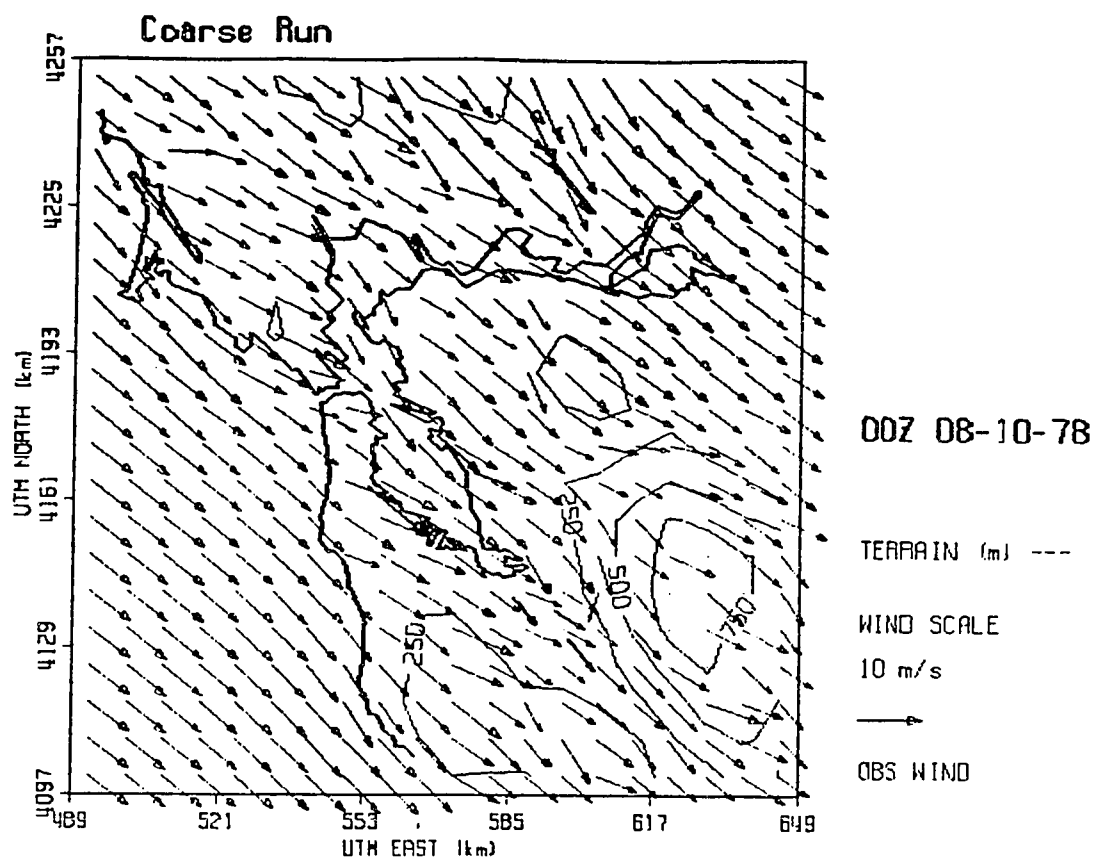 Coarse Run
4257
4225
4193
4161
4129
4097
UTM NORTH (km)
489
521
553
585
617
649
UTM EAST (km)
250
500
750
250
00Z 08-10-78
TERRAIN (m) ---
WIND SCALE
10 m/s
OBS WIND